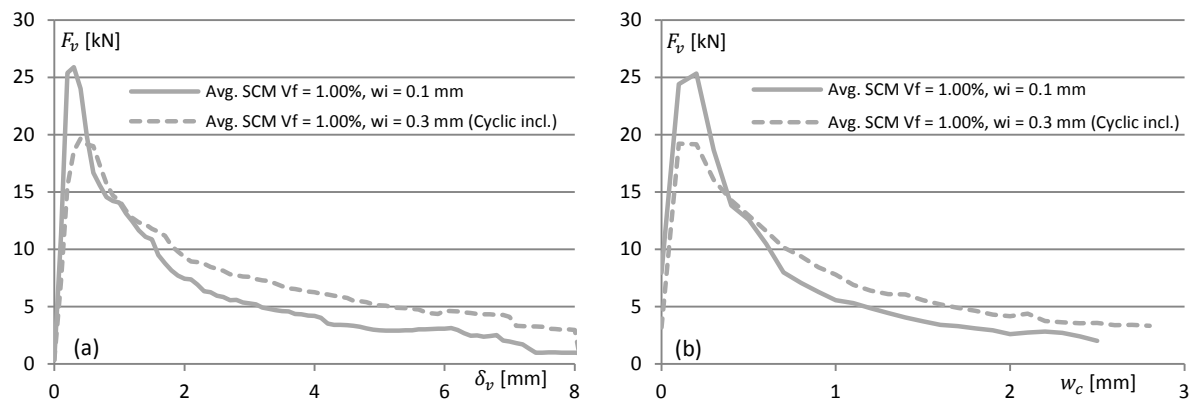 30
25
20
15
10
5
0
F_v [kN]
Avg. SCM Vf = 1.00%, wi = 0.1 mm
Avg. SCM Vf = 1.00%, wi = 0.3 mm (Cyclic incl.)
(a)
δ_v [mm]
0 2 4 6 8
30
25
20
15
10
5
0
F_v [kN]
Avg. SCM Vf = 1.00%, wi = 0.1 mm
Avg. SCM Vf = 1.00%, wi = 0.3 mm (Cyclic incl.)
(b)
w_c [mm]
0 1 2 3